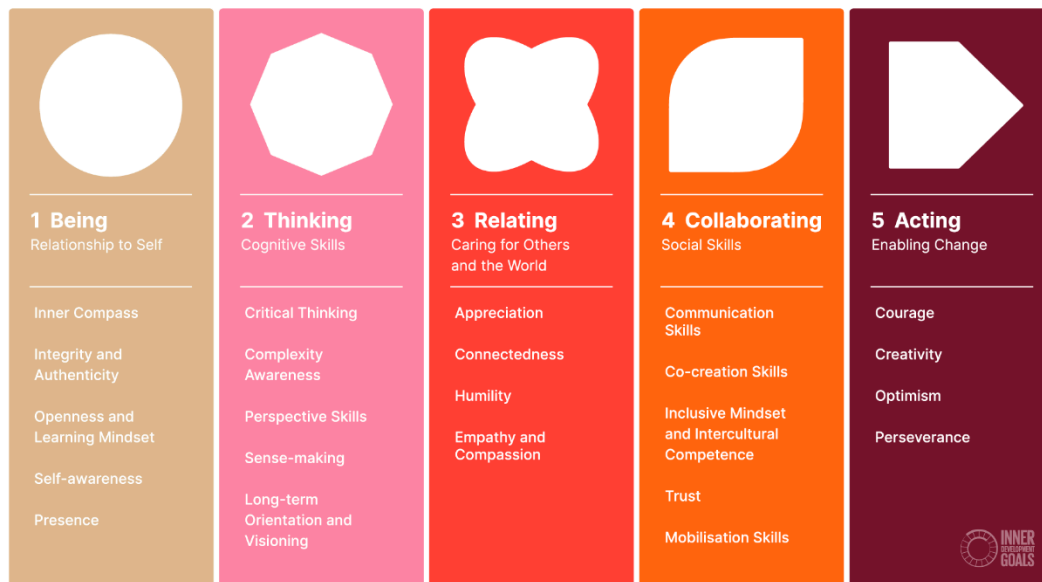 1 Being
Relationship to Self
Inner Compass
Integrity and
Authenticity
Openness and
Learning Mindset
Self-awareness
Presence
2 Thinking
Cognitive Skills
Critical Thinking
Complexity
Awareness
Perspective Skills
Sense-making
Long-term
Orientation and
Visioning
3 Relating
Caring for Others
and the World
Appreciation
Connectedness
Humility
Empathy and
Compassion
4 Collaborating
Social Skills
Communication
Skills
Co-creation Skills
Inclusive Mindset
and Intercultural
Competence
Trust
Mobilisation Skills
5 Acting
Enabling Change
Courage
Creativity
Optimism
Perseverance
INNER
DEVELOPMENT
GOALS